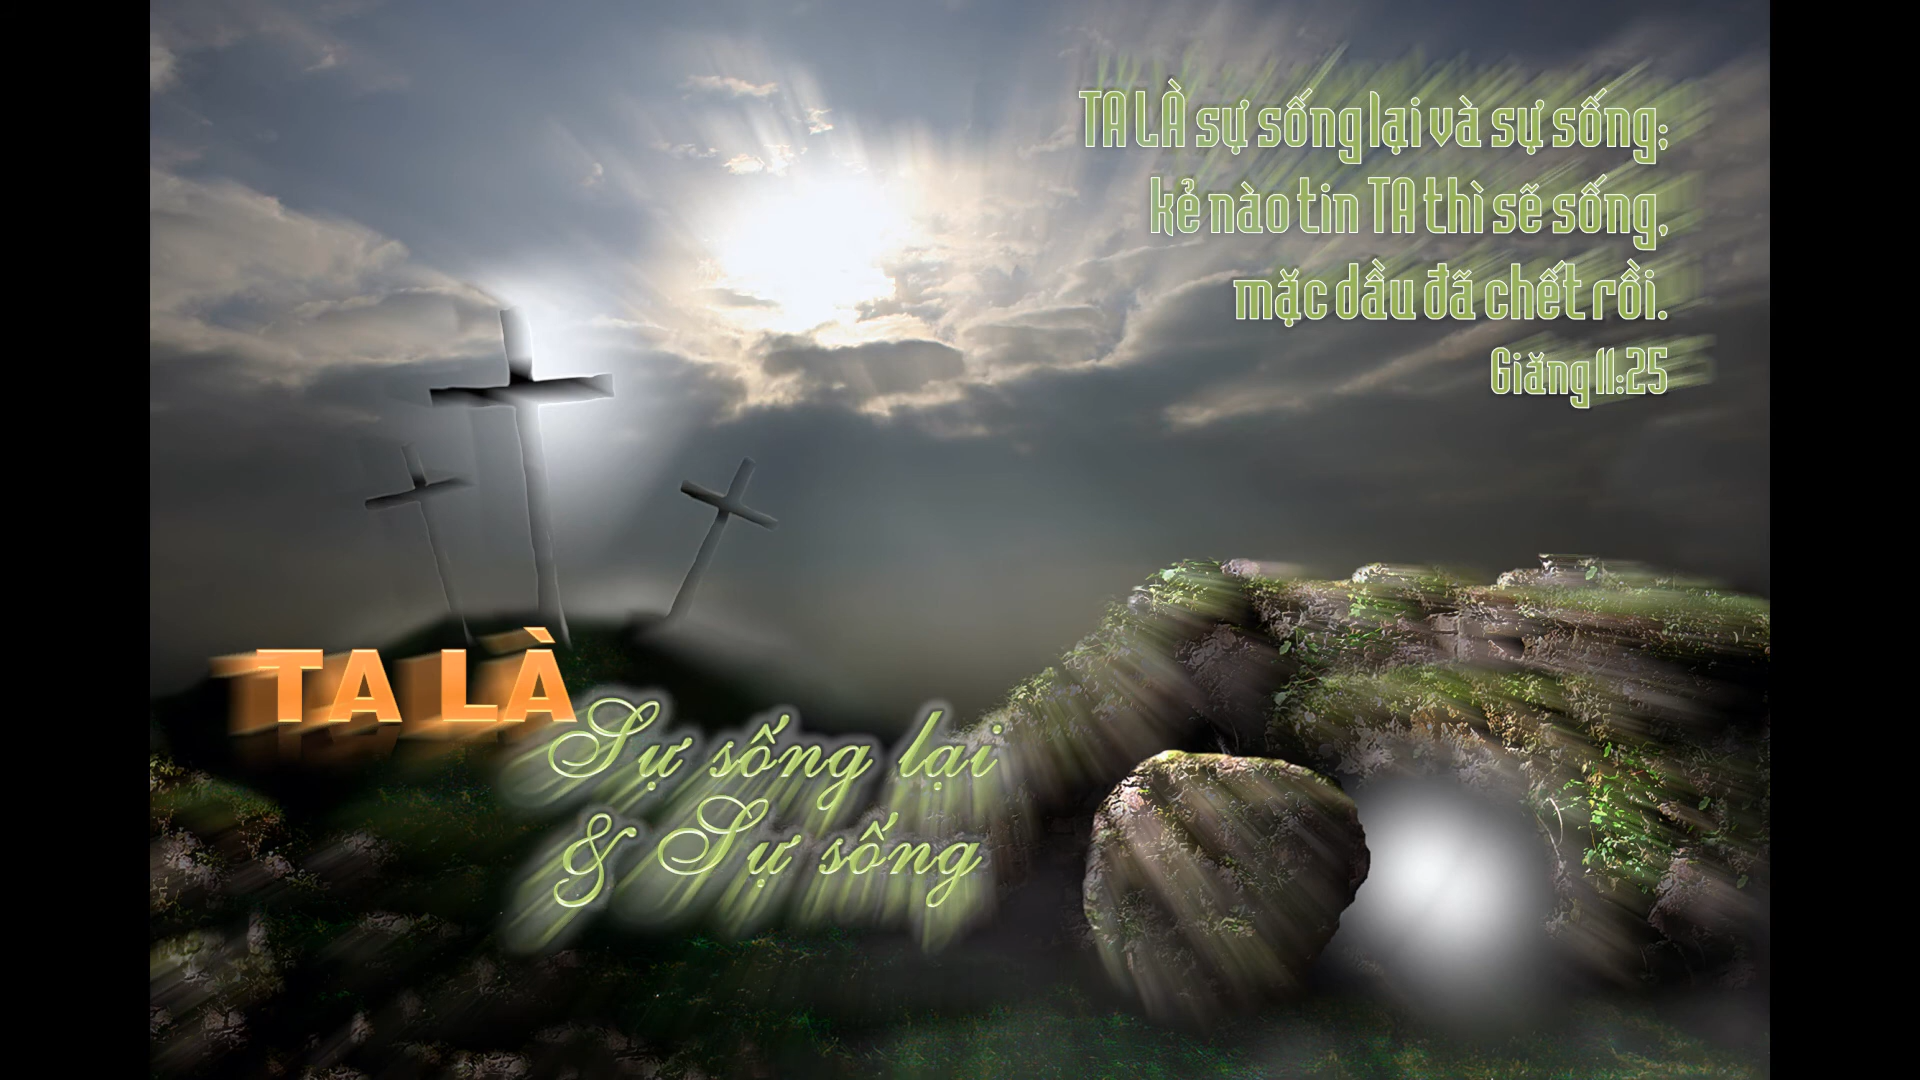 TA LÀ sự sống lại và sự sống;
kẻ nào tin TA thì sẽ sống,
mặc dầu đã chết rồi.
Giăng 11:25
TA LÀ
Sự sống lại
& Sự sống